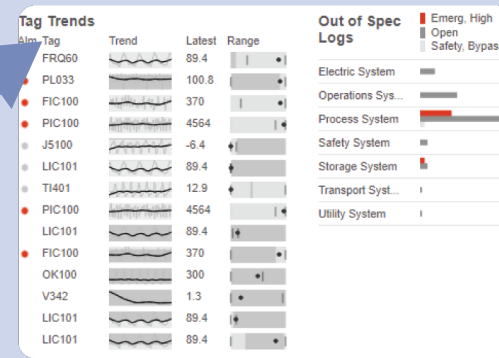 Tag Trends
Alm Tag Trend Latest Range
FRQ60 89.4
PL033 100.8
FIC100 370
PIC100 4564
J5100 -6.4
LIC101 89.4
TI401 12.9
PIC100 4564
LIC101 89.4
FIC100 370
OK100 300
V342 1.3
LIC101 89.4
LIC101 89.4
Out of Spec
Logs
Emerg, High
Open
Safety, Bypas
Electric System
Operations Sys...
Process System
Safety System
Storage System
Transport Syst...
Utility System